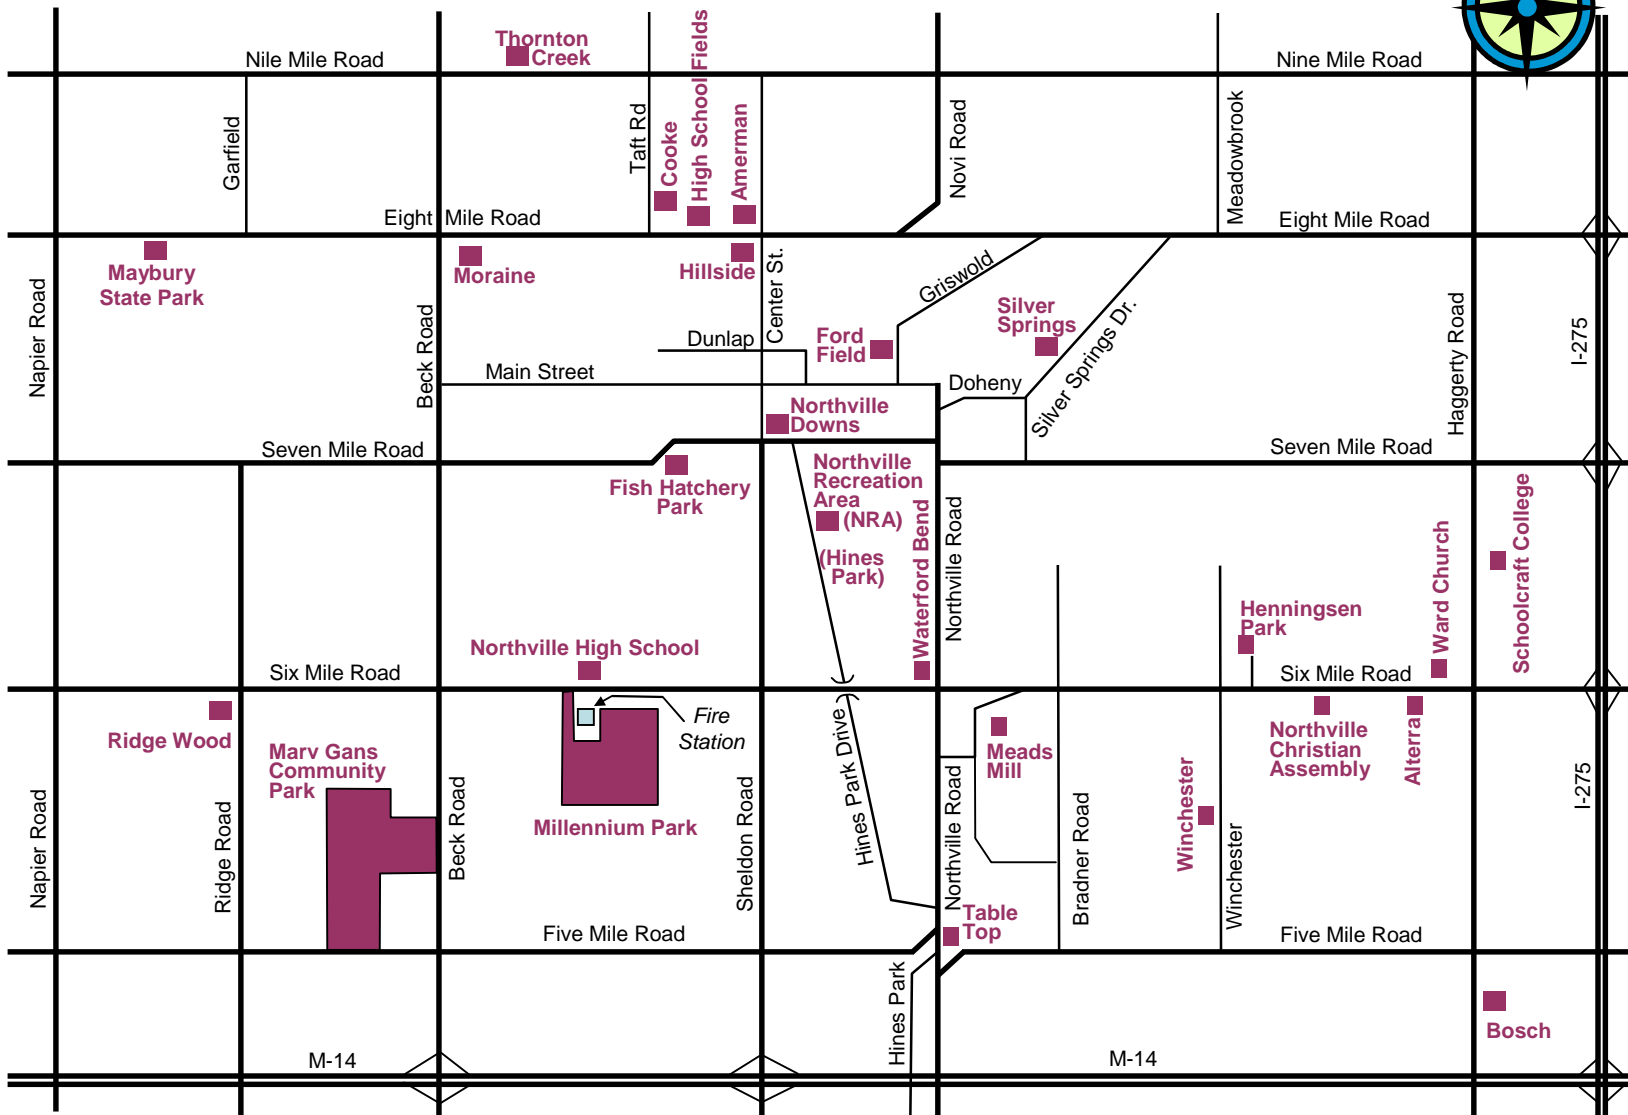 Thornton
Creek
Nile Mile Road
Nine Mile Road
Garfield
Taft Rd
Cooke
High School Fields
Amerman
Novi Road
Meadowbrook
Eight Mile Road
Eight Mile Road
Maybury
State Park
Moraine
Hillside
Center St.
Griswold
Silver
Springs
Silver Springs Dr.
Napier Road
Beck Road
Haggerty Road
I-275
Dunlap
Ford
Field
Main Street
Doheny
Northville
Downs
Seven Mile Road
Seven Mile Road
Fish Hatchery
Park
Northville
Recreation
Area
(NRA)
(Hines
Park)
Waterford Bend
Northville Road
Henningsen
Park
Ward Church
Schoolcraft College
Northville High School
Six Mile Road
Six Mile Road
Ridge Wood
Marv Gans
Community
Park
Fire
Station
Hines Park Drive
Meads
Mill
Northville
Christian
Assembly
Alterra
Winchester
I-275
Napier Road
Ridge Road
Beck Road
Millennium Park
Sheldon Road
Northville Road
Bradner Road
Winchester
Table
Top
Five Mile Road
Five Mile Road
Hines Park
Bosch
M-14
M-14